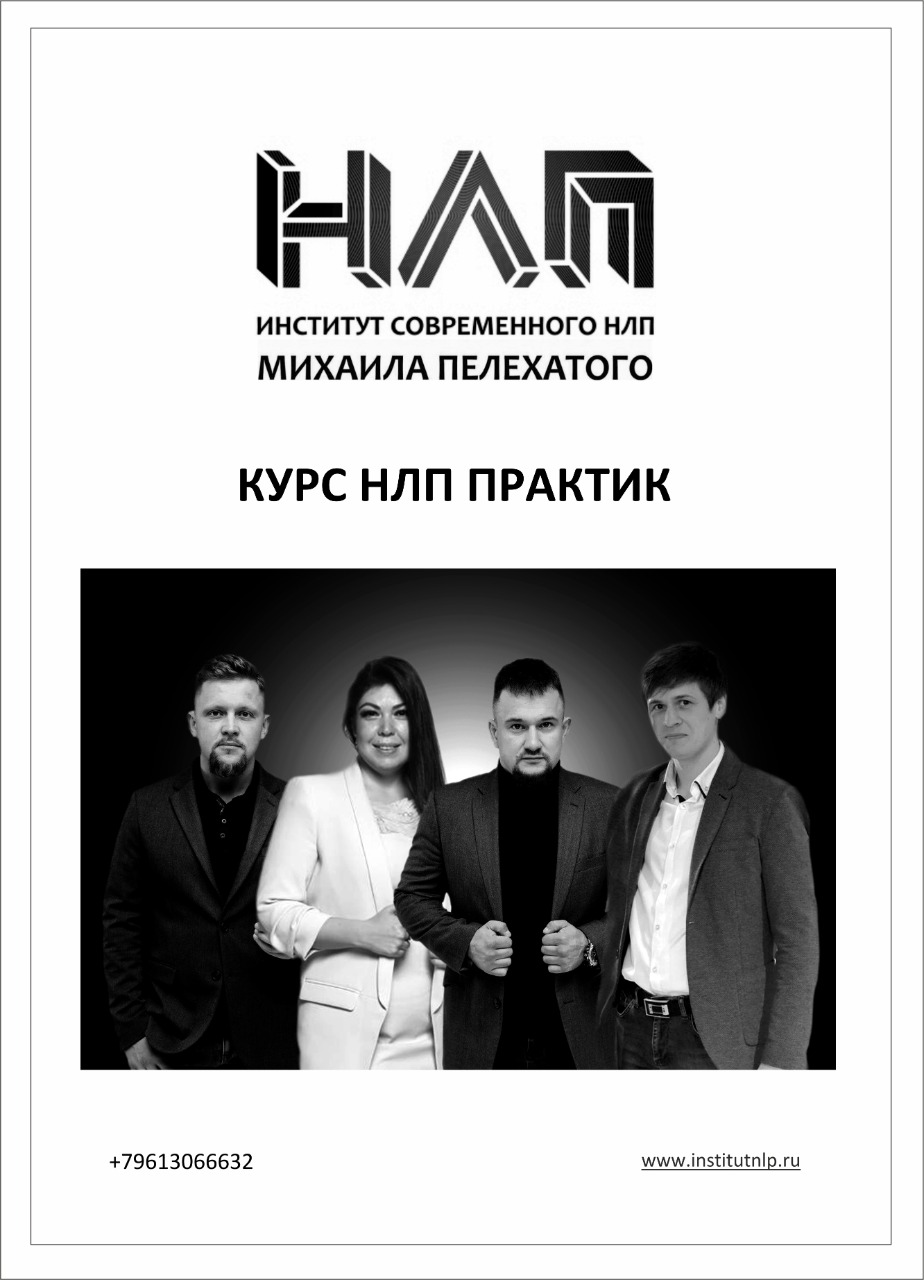 НЛП
ИНСТИТУТ СОВРЕМЕННОГО НЛП
МИХАИЛА ПЕЛЕХАТОГО
КУРС НЛП ПРАКТИК
+79613066632
www.institutnlp.ru